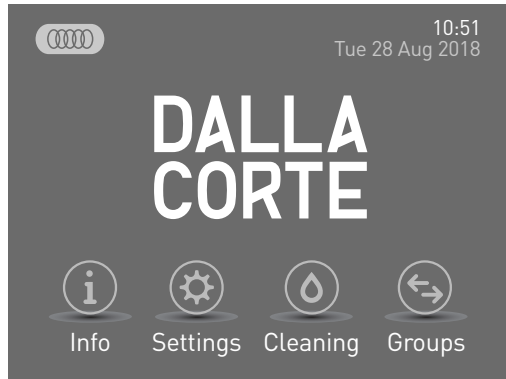 10:51
Tue 28 Aug 2018
DALLA
CORTE
Info Settings Cleaning Groups